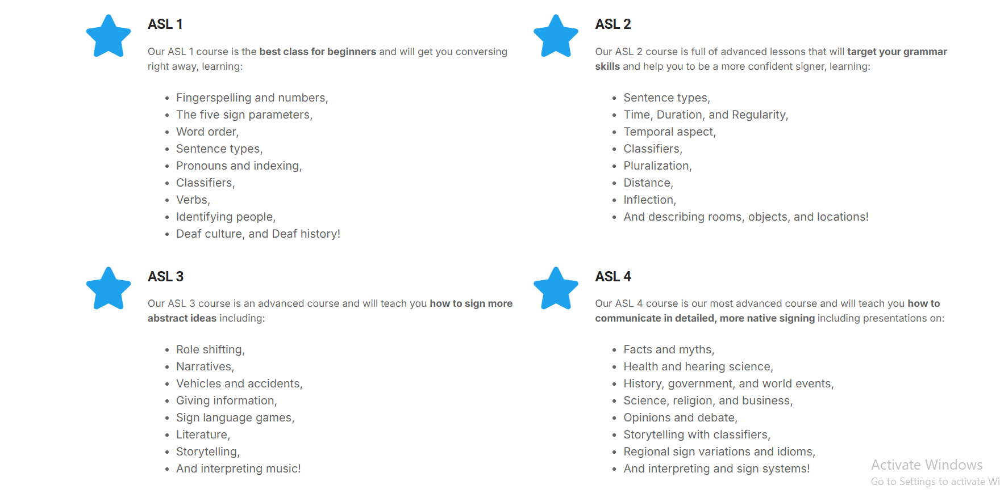 ASL 1
Our ASL 1 course is the best class for beginners and will get you conversing
right away, learning:
• Fingerspelling and numbers,
• The five sign parameters,
• Word order,
• Sentence types,
• Pronouns and indexing,
• Classifiers,
• Verbs,
• Identifying people,
• Deaf culture, and Deaf history!
ASL 2
Our ASL 2 course is full of advanced lessons that will target your grammar
skills and help you to be a more confident signer, learning:
• Sentence types,
• Time, Duration, and Regularity,
• Temporal aspect,
• Classifiers,
• Pluralization,
• Distance,
• Inflection,
• And describing rooms, objects, and locations!
ASL 3
Our ASL 3 course is an advanced course and will teach you how to sign more
abstract ideas including:
• Role shifting,
• Narratives,
• Vehicles and accidents,
• Giving information,
• Sign language games,
• Literature,
• Storytelling,
• And interpreting music!
ASL 4
Our ASL 4 course is our most advanced course and will teach you how to
communicate in detailed, more native signing including presentations on:
• Facts and myths,
• Health and hearing science,
• History, government, and world events,
• Science, religion, and business,
• Opinions and debate,
• Storytelling with classifiers,
• Regional sign variations and idioms,
• And interpreting and sign systems!
Activate Windows
Go to Settings to activate Wi